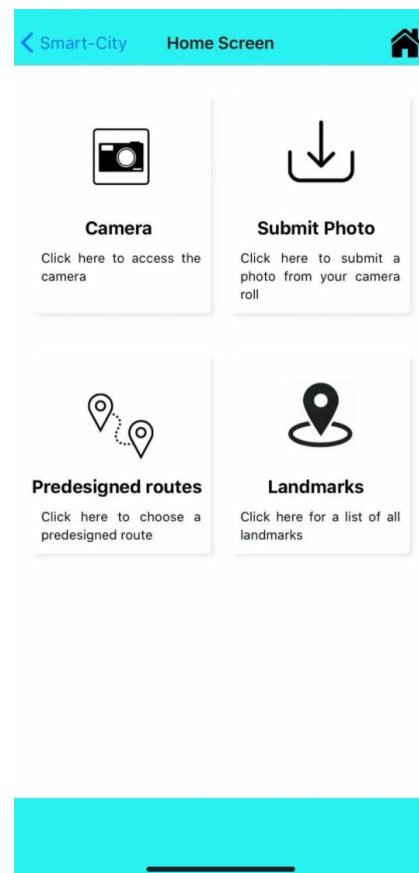 Smart-City Home Screen
Camera
Click here to access the
camera
Submit Photo
Click here to submit a
photo from your camera
roll
Predesigned routes
Click here to choose a
predesigned route
Landmarks
Click here for a list of all
landmarks